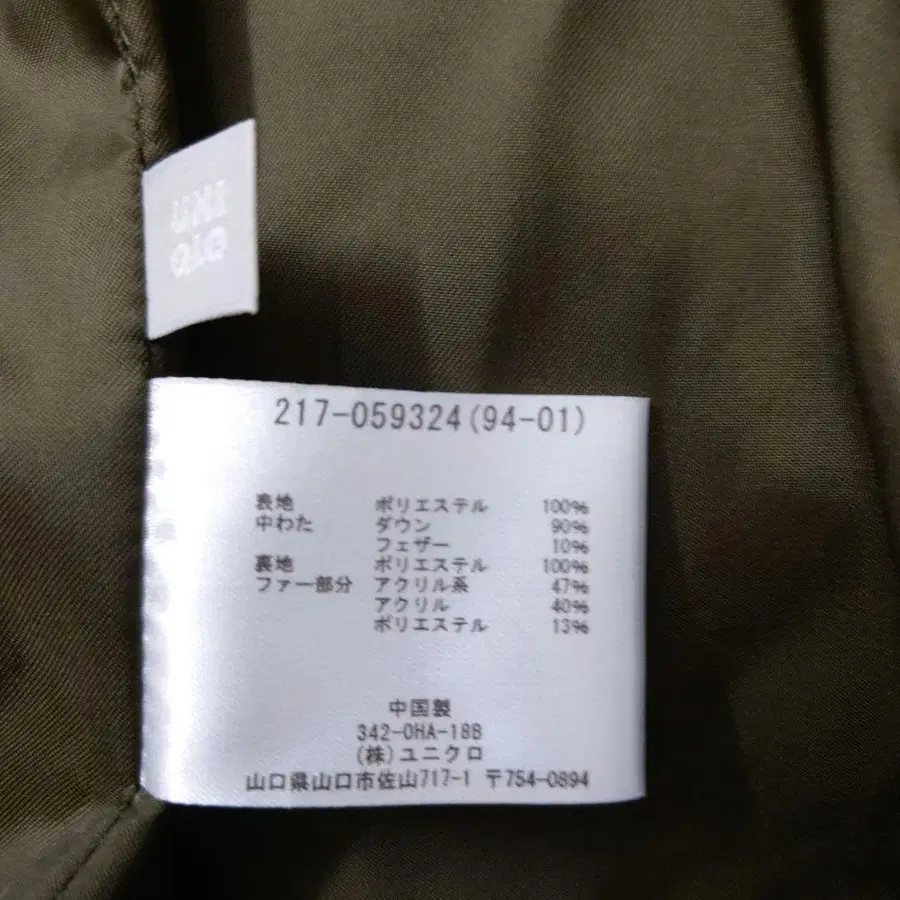 UNI
QLO
217-059324(94-01)
表地 ポリエステル 100%
中わた ダウン 90%
フェザー 10%
裏地 ポリエステル 100%
ファー部分 アクリル系 47%
アクリル 40%
ポリエステル 13%
中国製
342-OHA-18B
(株)ユニクロ
山口県山口市佐山717-1 〒754-0894